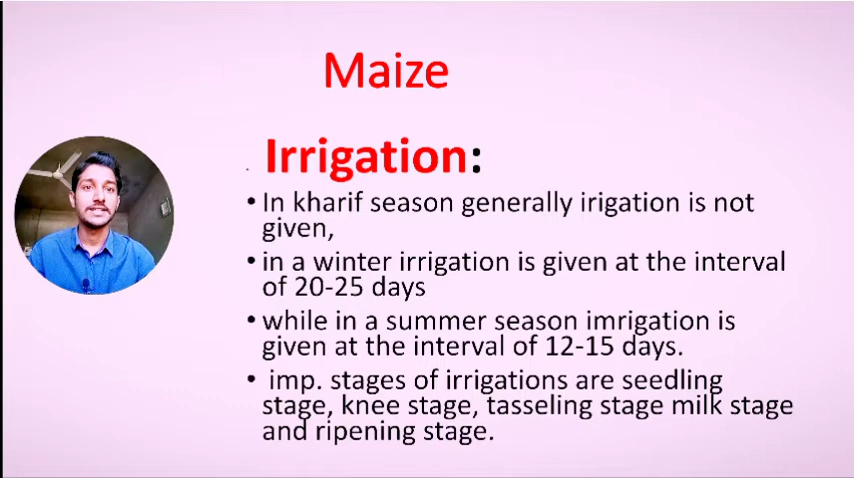 Maize
Irrigation:
• In kharif season generally irigation is not
given,
• in a winter irrigation is given at the interval
of 20-25 days
• while in a summer season imrigation is
given at the interval of 12-15 days.
• imp. stages of irrigations are seedling
stage, knee stage, tasseling stage milk stage
and ripening stage.